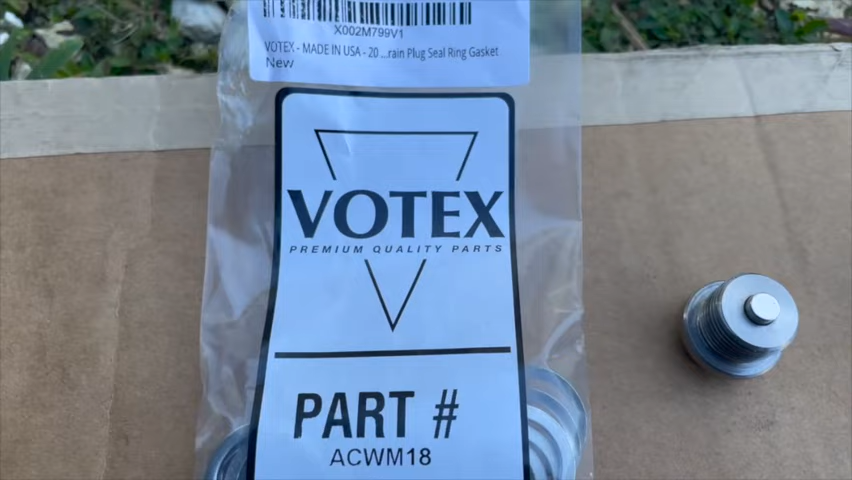 X002M799V1
VOTEX - MADE IN USA - 20 ...rain Plug Seal Ring Gasket
New
VOTEX
PREMIUM QUALITY PARTS
PART #
ACWM18